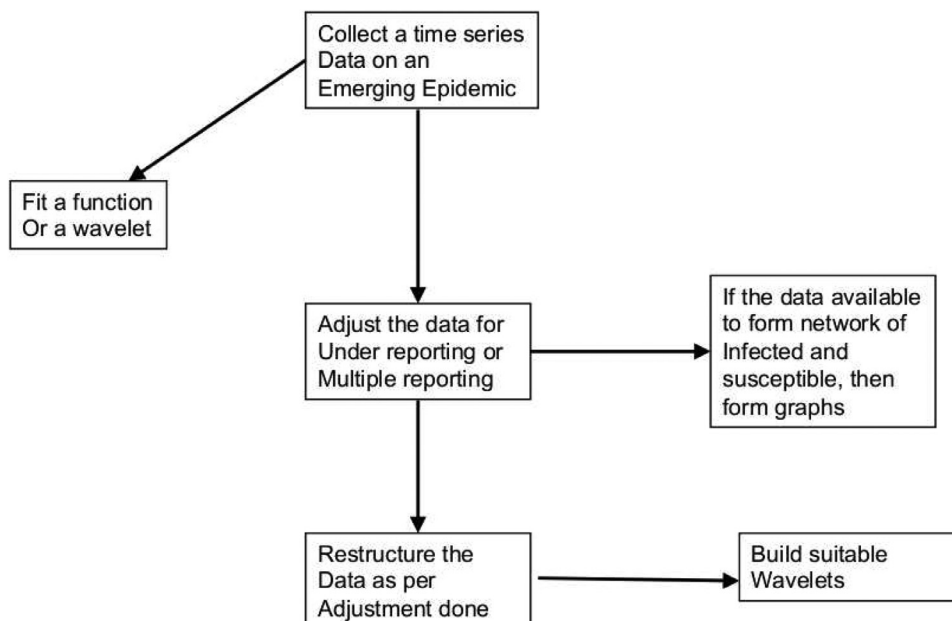 Collect a time series
Data on an
Emerging Epidemic
Fit a function
Or a wavelet
Adjust the data for
Under reporting or
Multiple reporting
If the data available
to form network of
Infected and
susceptible, then
form graphs
Restructure the
Data as per
Adjustment done
Build suitable
Wavelets